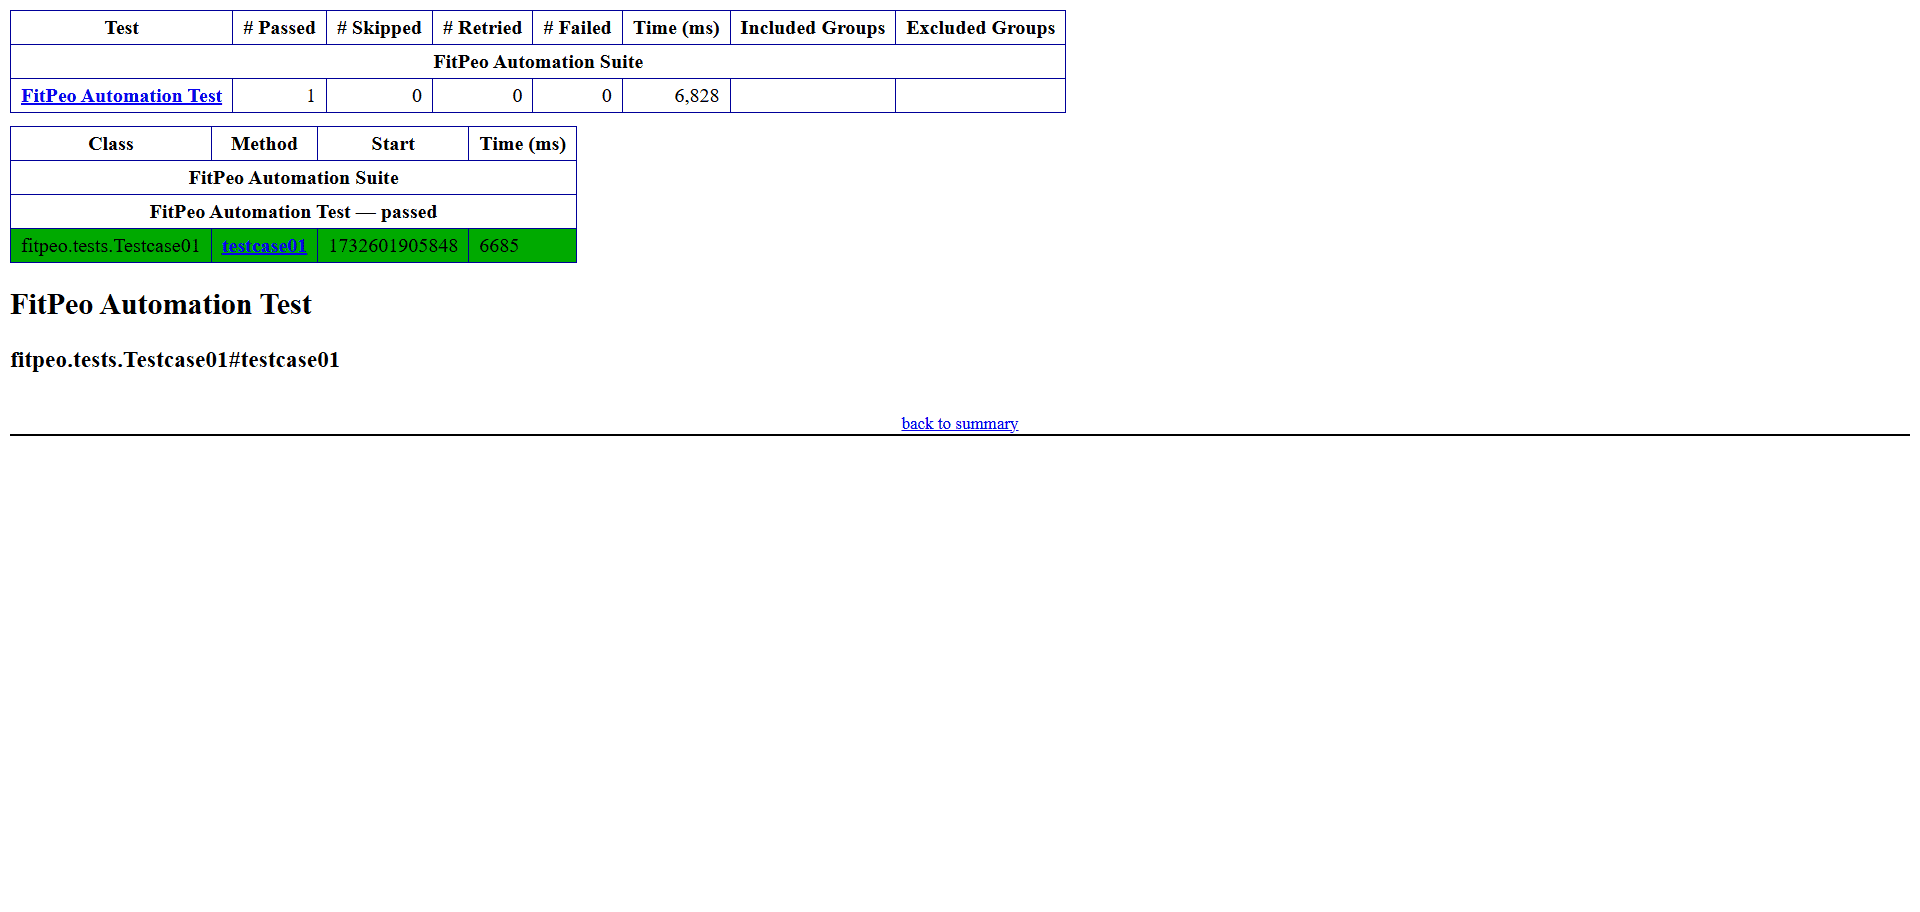 Test # Passed # Skipped # Retried # Failed Time (ms) Included Groups Excluded Groups
FitPeo Automation Suite
FitPeo Automation Test 1 0 0 0 6,828
Class Method Start Time (ms)
FitPeo Automation Suite
FitPeo Automation Test — passed
fitpeo.tests.Testcase01 testcase01 1732601905848 6685
FitPeo Automation Test
fitpeo.tests.Testcase01#testcase01
back to summary